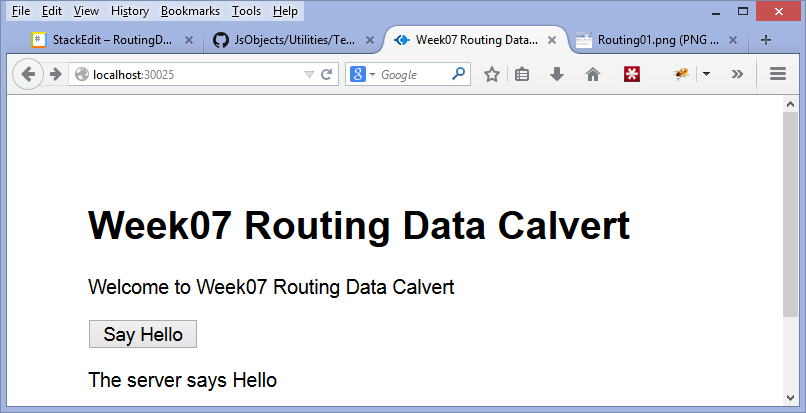 File Edit View History Bookmarks Tools Help
StackEdit – RoutingD... JsObjects/Utilities/Te... Week07 Routing Data... Routing01.png (PNG ...
localhost:30025 Google
Week07 Routing Data Calvert
Welcome to Week07 Routing Data Calvert
Say Hello
The server says Hello